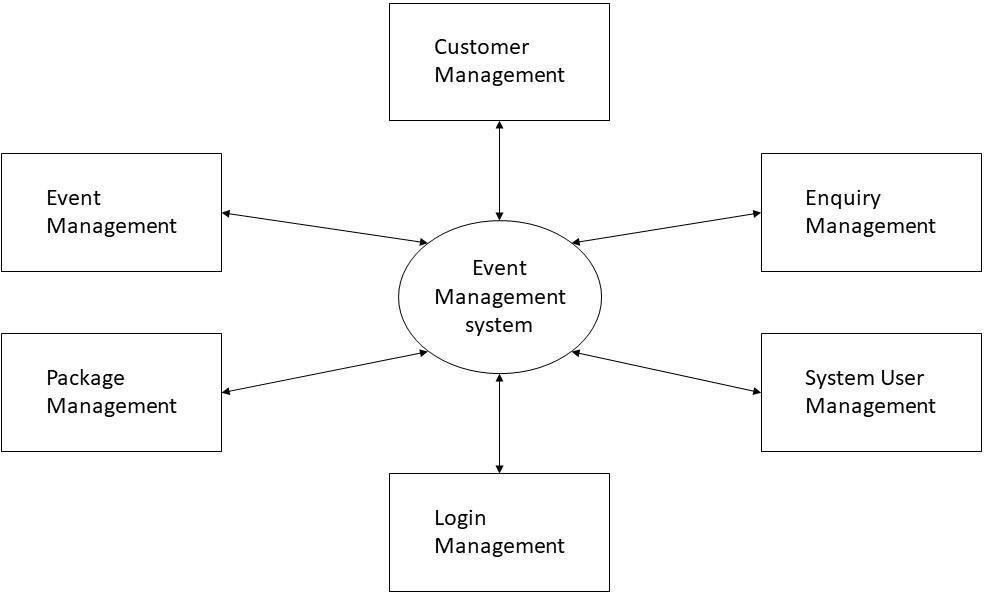 Customer
Management
Event
Management
Enquiry
Management
Event
Management
system
Package
Management
System User
Management
Login
Management